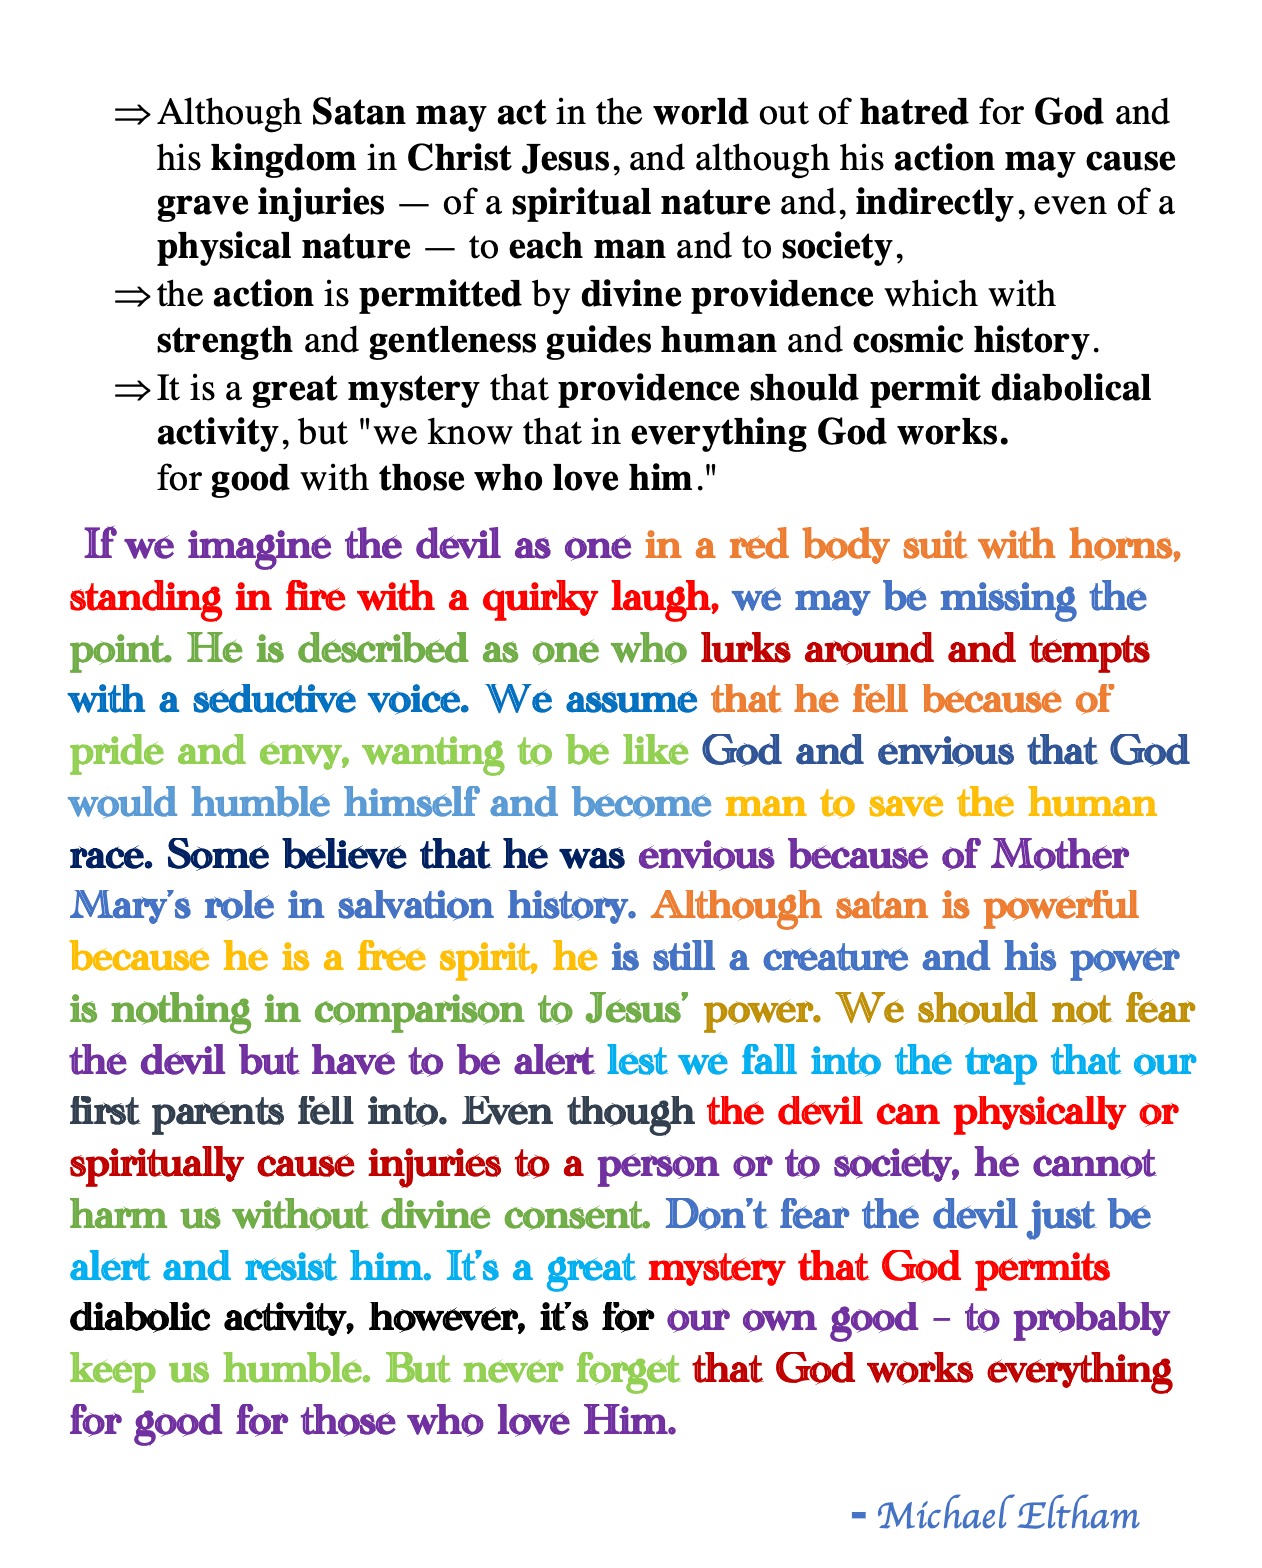 ⇒ Although Satan may act in the world out of hatred for God and
his kingdom in Christ Jesus, and although his action may cause
grave injuries — of a spiritual nature and, indirectly, even of a
physical nature — to each man and to society,
⇒ the action is permitted by divine providence which with
strength and gentleness guides human and cosmic history.
⇒ It is a great mystery that providence should permit diabolical
activity, but "we know that in everything God works.
for good with those who love him."
If we imagine the devil as one in a red body suit with horns,
standing in fire with a quirky laugh, we may be missing the
point. He is described as one who lurks around and tempts
with a seductive voice. We assume that he fell because of
pride and envy, wanting to be like God and envious that God
would humble himself and become man to save the human
race. Some believe that he was envious because of Mother
Mary's role in salvation history. Although satan is powerful
because he is a free spirit, he is still a creature and his power
is nothing in comparison to Jesus' power. We should not fear
the devil but have to be alert lest we fall into the trap that our
first parents fell into. Even though the devil can physically or
spiritually cause injuries to a person or to society, he cannot
harm us without divine consent. Don't fear the devil just be
alert and resist him. It's a great mystery that God permits
diabolic activity, however, it's for our own good – to probably
keep us humble. But never forget that God works everything
for good for those who love Him.
- Michael Eltham